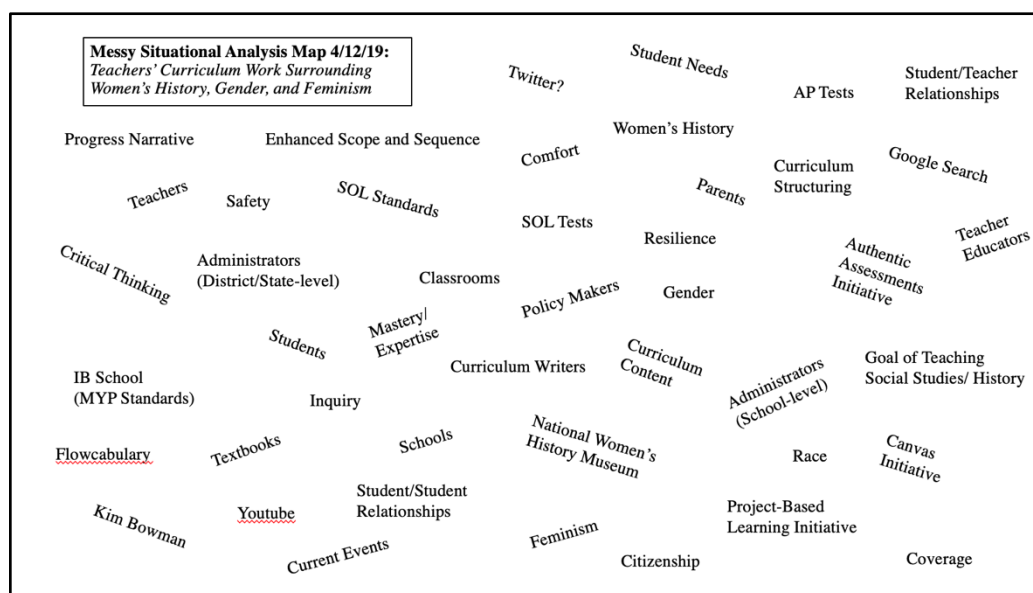 Messy Situational Analysis Map 4/12/19:
Teachers' Curriculum Work Surrounding
Women's History, Gender, and Feminism
Twitter?
Student Needs
AP Tests
Student/Teacher
Relationships
Progress Narrative
Enhanced Scope and Sequence
Comfort
Women's History
Parents
Curriculum
Structuring
Google Search
Teachers
Safety
SOL Standards
SOL Tests
Resilience
Authentic
Assessments
Initiative
Teacher
Educators
Critical Thinking
Administrators
(District/State-level)
Classrooms
Policy Makers
Gender
Students
Mastery/
Expertise
Curriculum Writers
Curriculum
Content
Administrators
(School-level)
Goal of Teaching
Social Studies/ History
IB School
(MYP Standards)
Inquiry
Flowcabulary
Textbooks
Schools
National Women's
History Museum
Race
Canvas
Initiative
Kim Bowman
Youtube
Student/Student
Relationships
Current Events
Feminism
Citizenship
Project-Based
Learning Initiative
Coverage